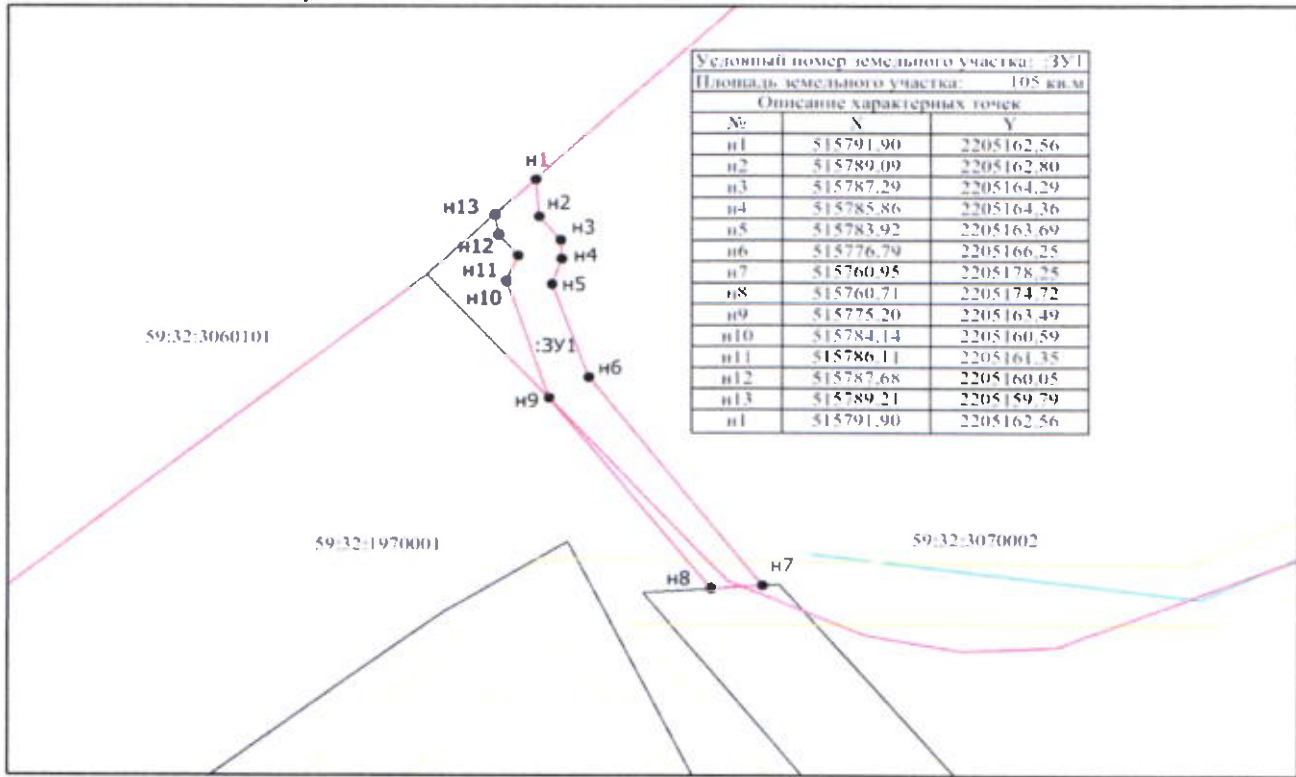 Условный номер земельного участка: :ЗУ1
Площадь земельного участка: 105 кв.м
Описание характерных точек
№ X Y
н1 515791,90 2205162,56
н2 515789,09 2205162,80
н3 515787,29 2205164,29
н4 515785,86 2205164,36
н5 515783,92 2205163,69
н6 515776,79 2205166,25
н7 515760,95 2205178,25
н8 515760,71 2205174,72
н9 515775,20 2205163,49
н10 515784,14 2205160,59
н11 515786,11 2205161,35
н12 515787,68 2205160,05
н13 515789,21 2205159,79
н1 515791,90 2205162,56
н1
н13
н2
н12
н3
н4
н11
н5
н10
59:32:3060101
:ЗУ1
н6
н9
59:32:1970001
59:32:3070002
н8
н7